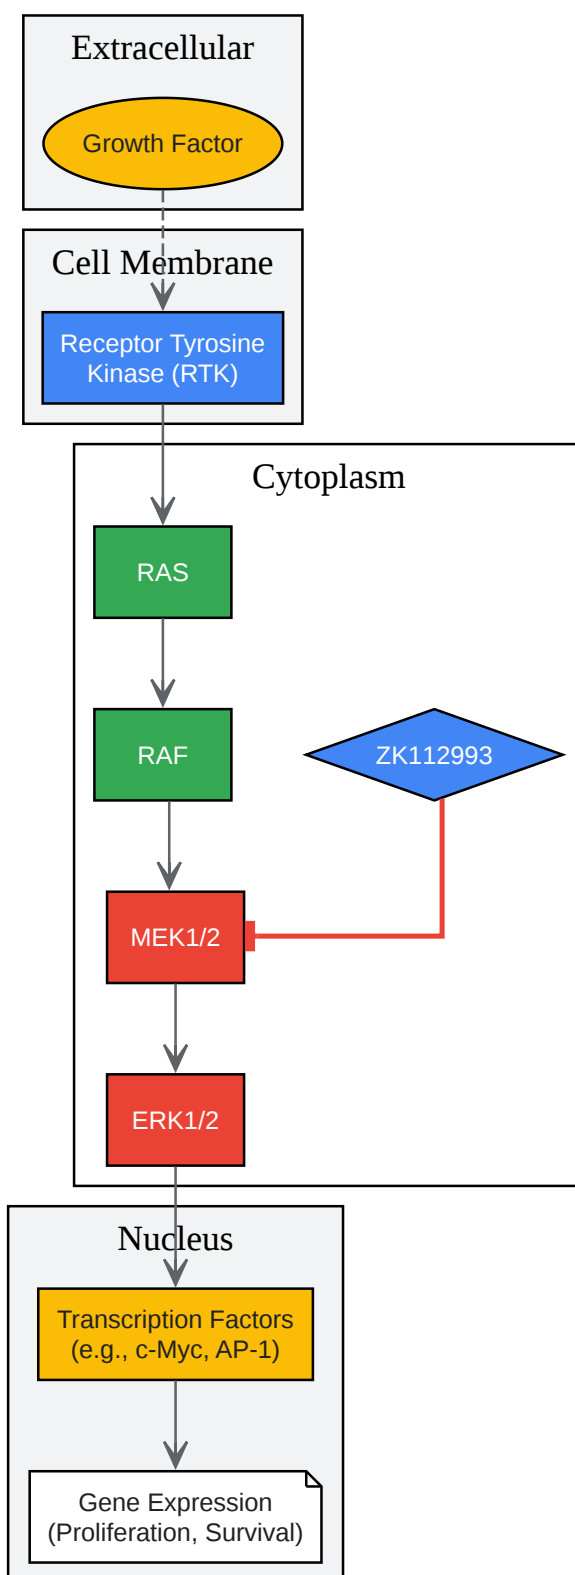 Extracellular
Growth Factor
Cell Membrane
Receptor Tyrosine
Kinase (RTK)
Cytoplasm
RAS
RAF
ZK112993
MEK1/2
ERK1/2
Nucleus
Transcription Factors
(e.g., c-Myc, AP-1)
Gene Expression
(Proliferation, Survival)